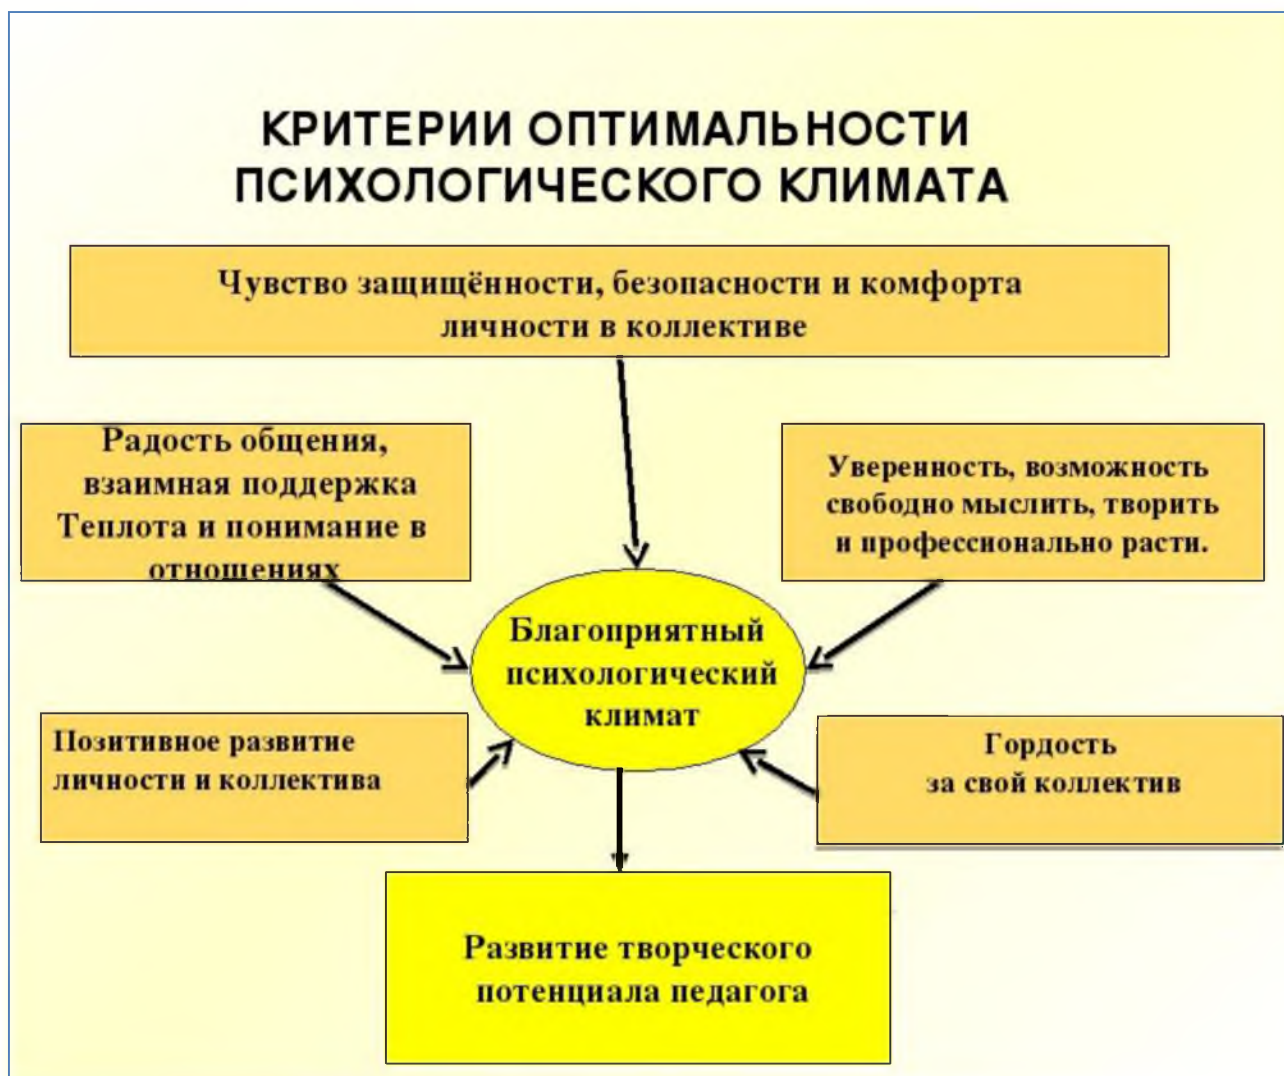 КРИТЕРИИ ОПТИМАЛЬНОСТИ
ПСИХОЛОГИЧЕСКОГО КЛИМАТА
Чувство защищённости, безопасности и комфорта
личности в коллективе
Радость общения,
взаимная поддержка
Теплота и понимание в
отношениях
Уверенность, возможность
свободно мыслить, творить
и профессионально расти.
Благоприятный
психологический
климат
Позитивное развитие
личности и коллектива
Гордость
за свой коллектив
Развитие творческого
потенциала педагога